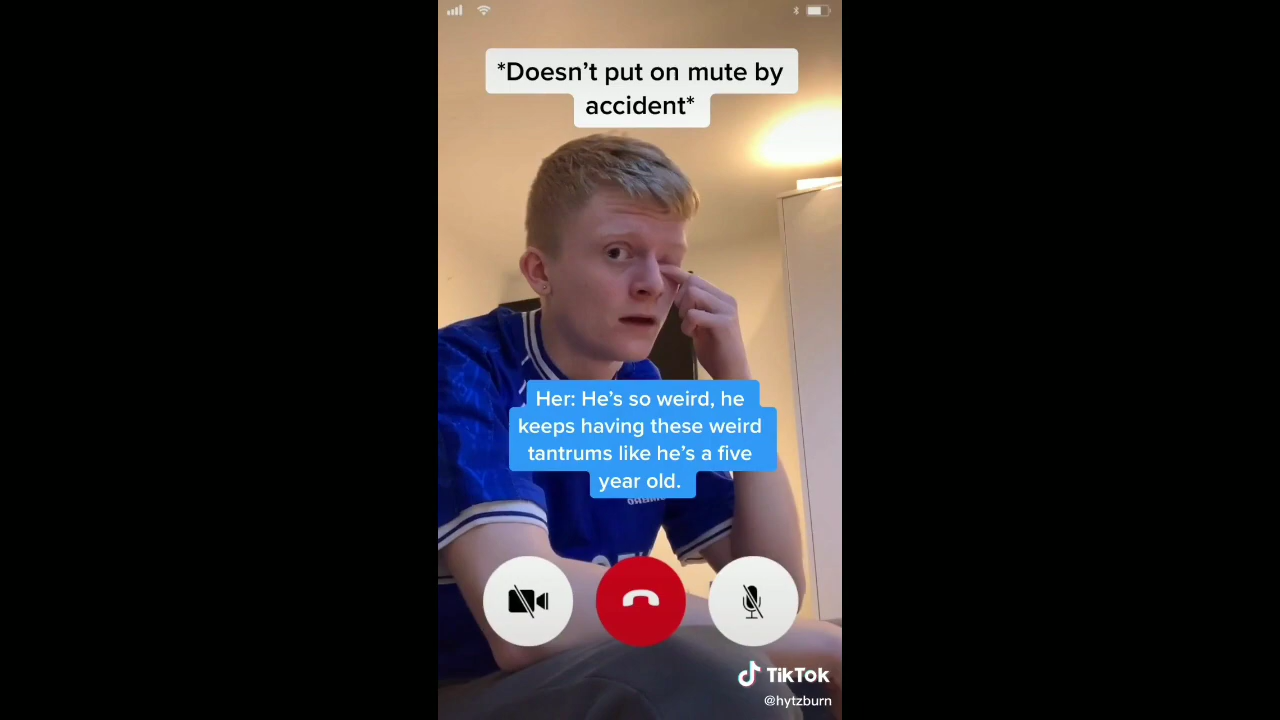 *Doesn’t put on mute by
accident*
Her: He’s so weird, he
keeps having these weird
tantrums like he’s a five
year old.
TikTok
@hytzburn